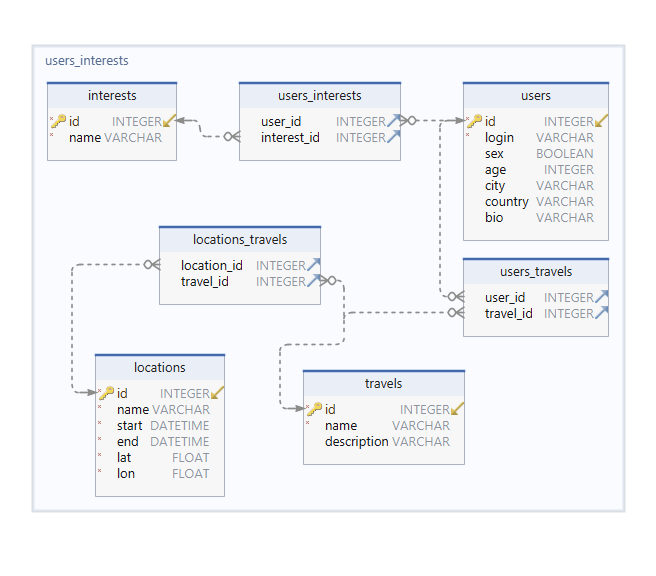 users_interests
interests
id INTEGER
name VARCHAR
users_interests
user_id INTEGER
interest_id INTEGER
users
id INTEGER
login VARCHAR
sex BOOLEAN
age INTEGER
city VARCHAR
country VARCHAR
bio VARCHAR
locations_travels
location_id INTEGER
travel_id INTEGER
users_travels
user_id INTEGER
travel_id INTEGER
locations
id INTEGER
name VARCHAR
start DATETIME
end DATETIME
lat FLOAT
lon FLOAT
travels
id INTEGER
name VARCHAR
description VARCHAR